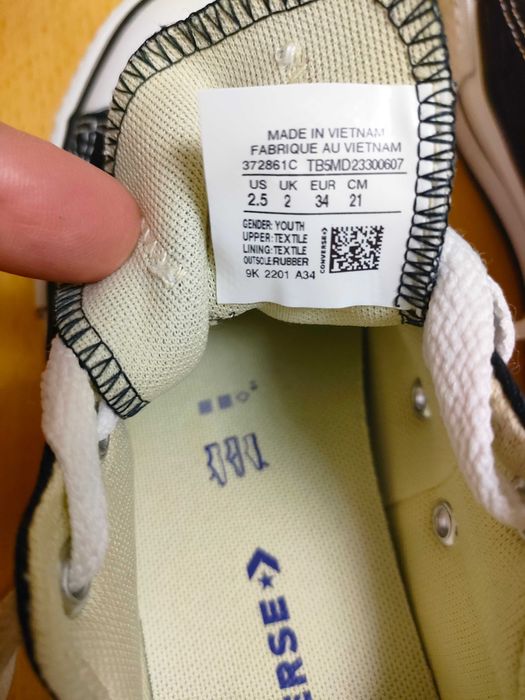 MADE IN VIETNAM
FABRIQUE AU VIETNAM
372861C TB5MD23300607
US UK EUR CM
2.5 2 34 21
GENDER: YOUTH
UPPER: TEXTILE
LINING: TEXTILE
OUTSOLE: RUBBER
CONVERSE
9K 2201 A34
ERSE